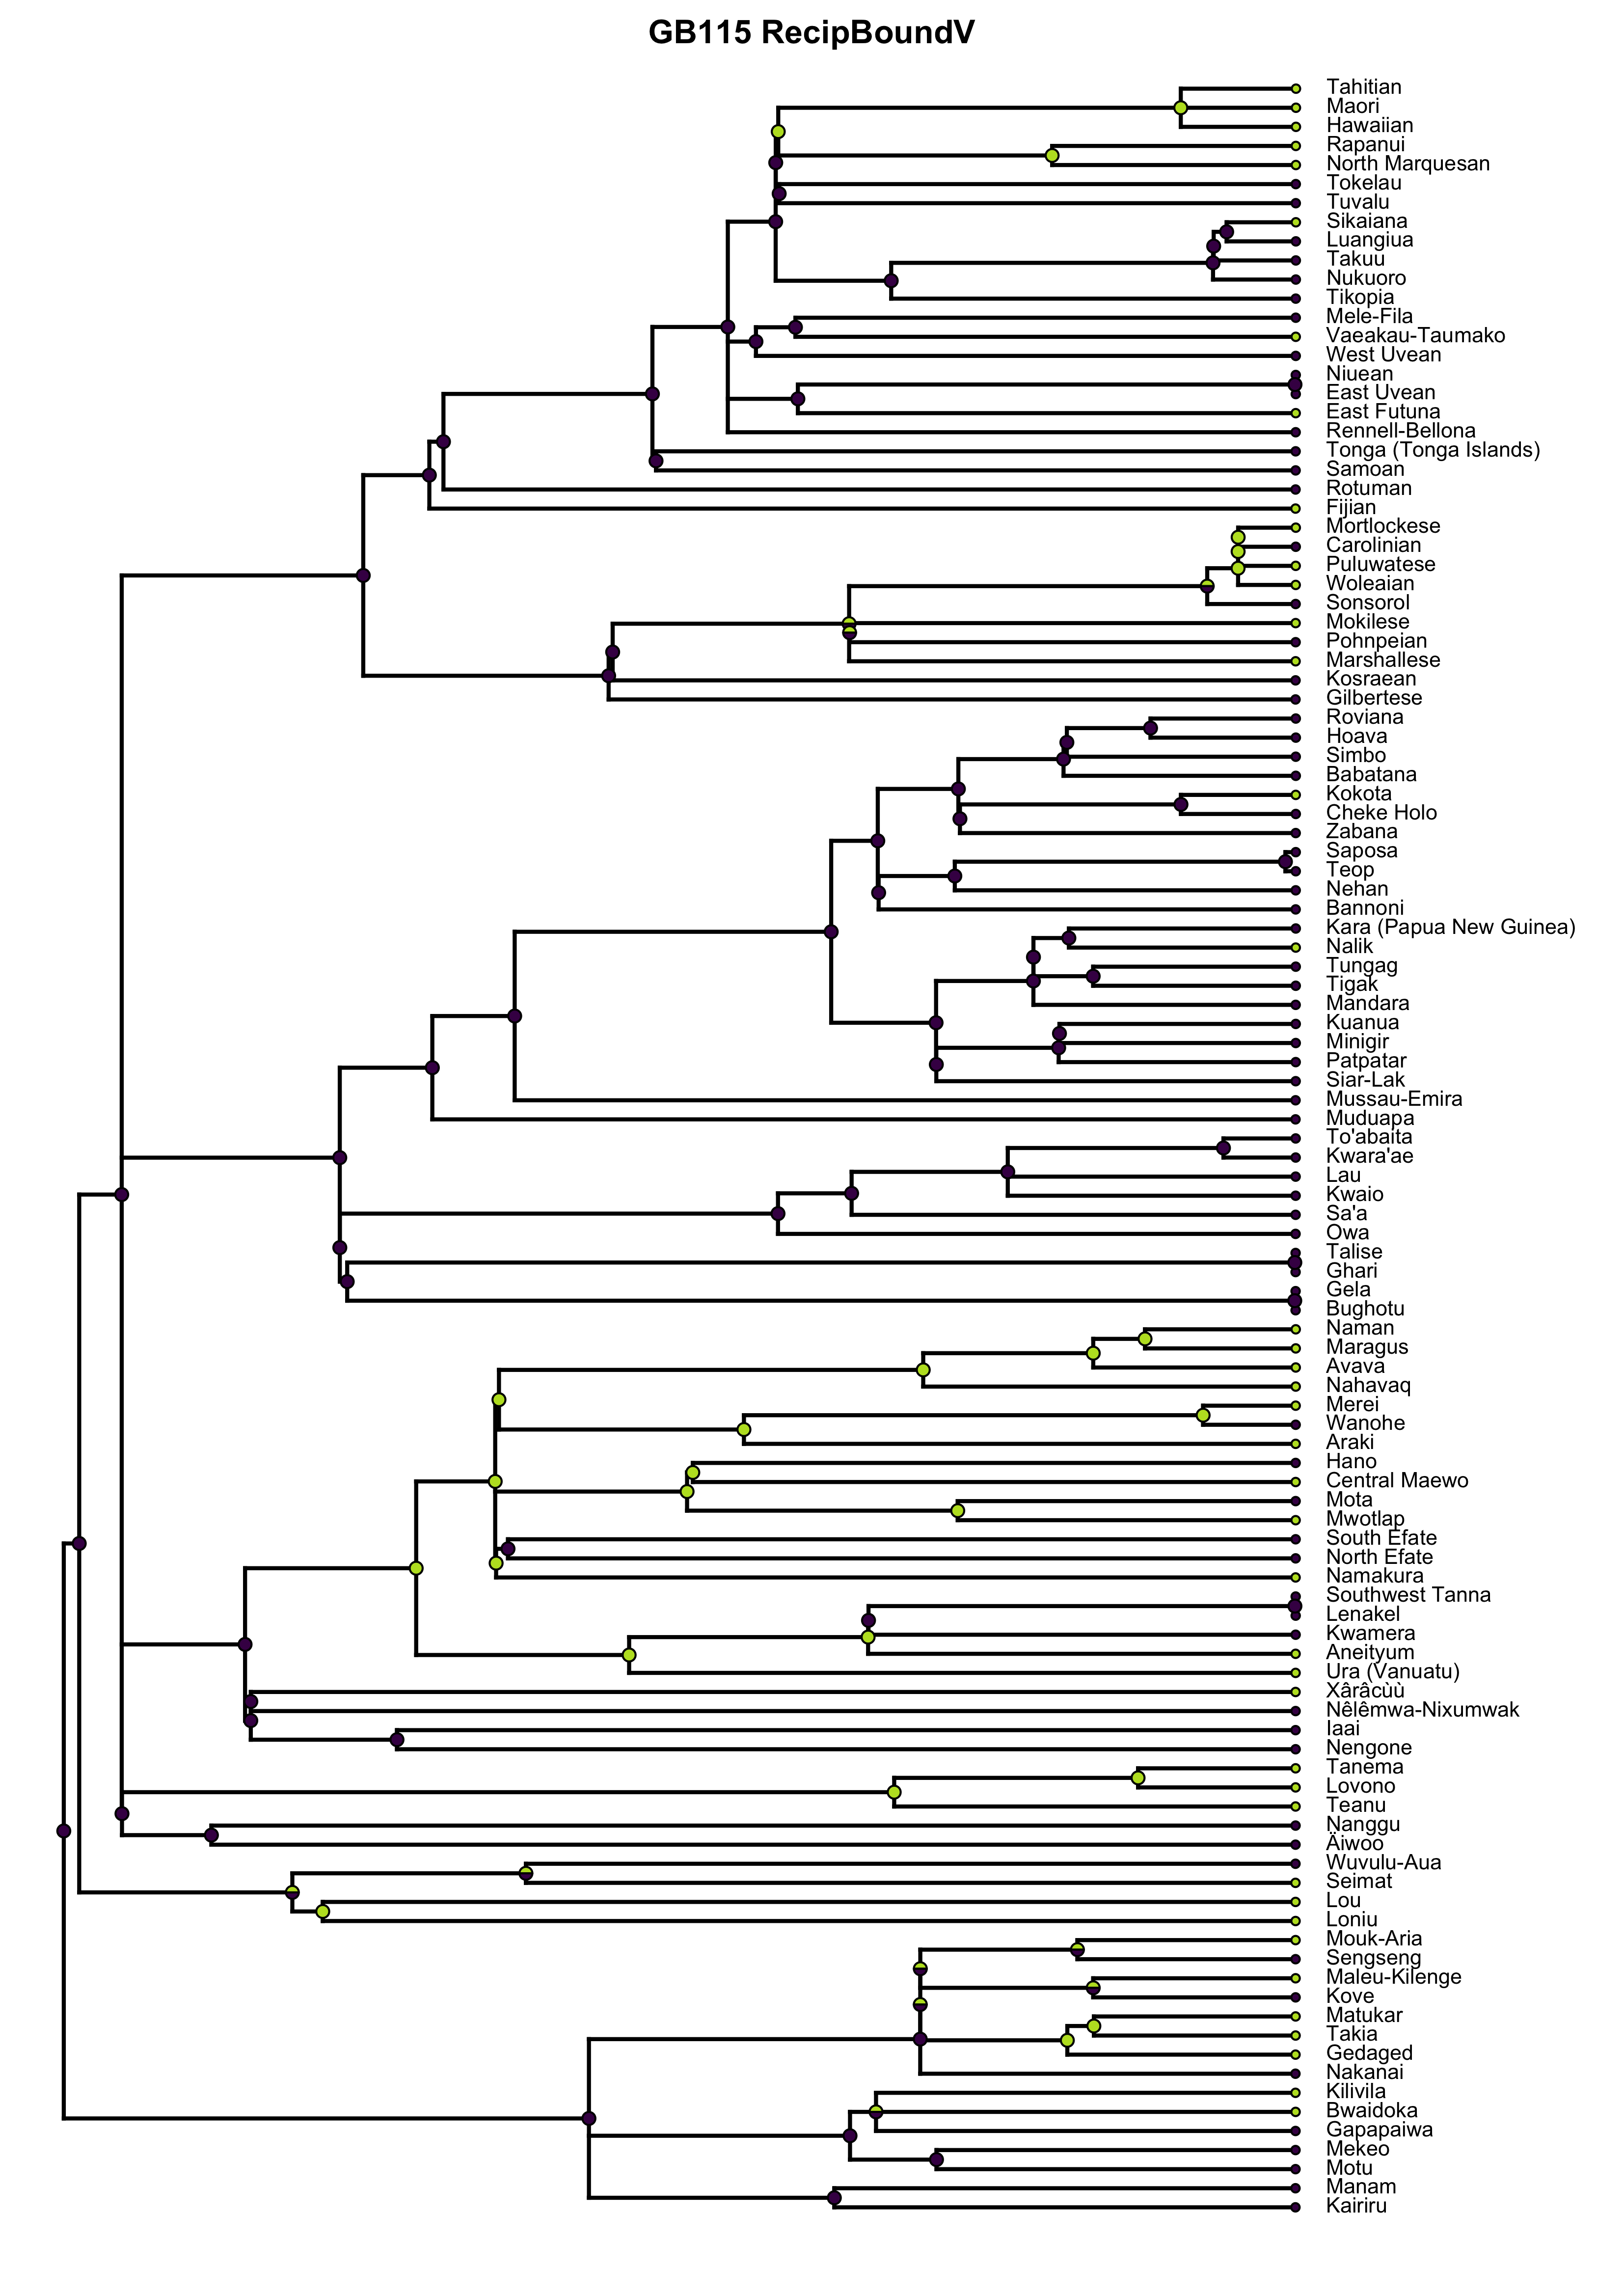 GB115 RecipBoundV
Tahitian
Maori
Hawaiian
Rapanui
North Marquesan
Tokelau
Tuvalu
Sikaiana
Luangiua
Takuu
Nukuoro
Tikopia
Mele-Fila
Vaeakau-Taumako
West Uvean
Niuean
East Uvean
East Futuna
Rennell-Bellona
Tonga (Tonga Islands)
Samoan
Rotuman
Fijian
Mortlockese
Carolinian
Puluwatese
Woleaian
Sonsorol
Mokilese
Pohnpeian
Marshallese
Kosraean
Gilbertese
Roviana
Hoava
Simbo
Babatana
Kokota
Cheke Holo
Zabana
Saposa
Teop
Nehan
Bannoni
Kara (Papua New Guinea)
Nalik
Tungag
Tigak
Mandara
Kuanua
Minigir
Patpatar
Siar-Lak
Mussau-Emira
Muduapa
To'abaita
Kwara'ae
Lau
Kwaio
Sa'a
Owa
Talise
Ghari
Gela
Bughotu
Naman
Maragus
Avava
Nahavaq
Merei
Wanohe
Araki
Hano
Central Maewo
Mota
Mwotlap
South Efate
North Efate
Namakura
Southwest Tanna
Lenakel
Kwamera
Aneityum
Ura (Vanuatu)
Xârâcùù
Nêlêmwa-Nixumwak
Iaai
Nengone
Tanema
Lovono
Teanu
Nanggu
Äiwoo
Wuvulu-Aua
Seimat
Lou
Loniu
Mouk-Aria
Sengseng
Maleu-Kilenge
Kove
Matukar
Takia
Gedaged
Nakanai
Kilivila
Bwaidoka
Gapapaiwa
Mekeo
Motu
Manam
Kairiru